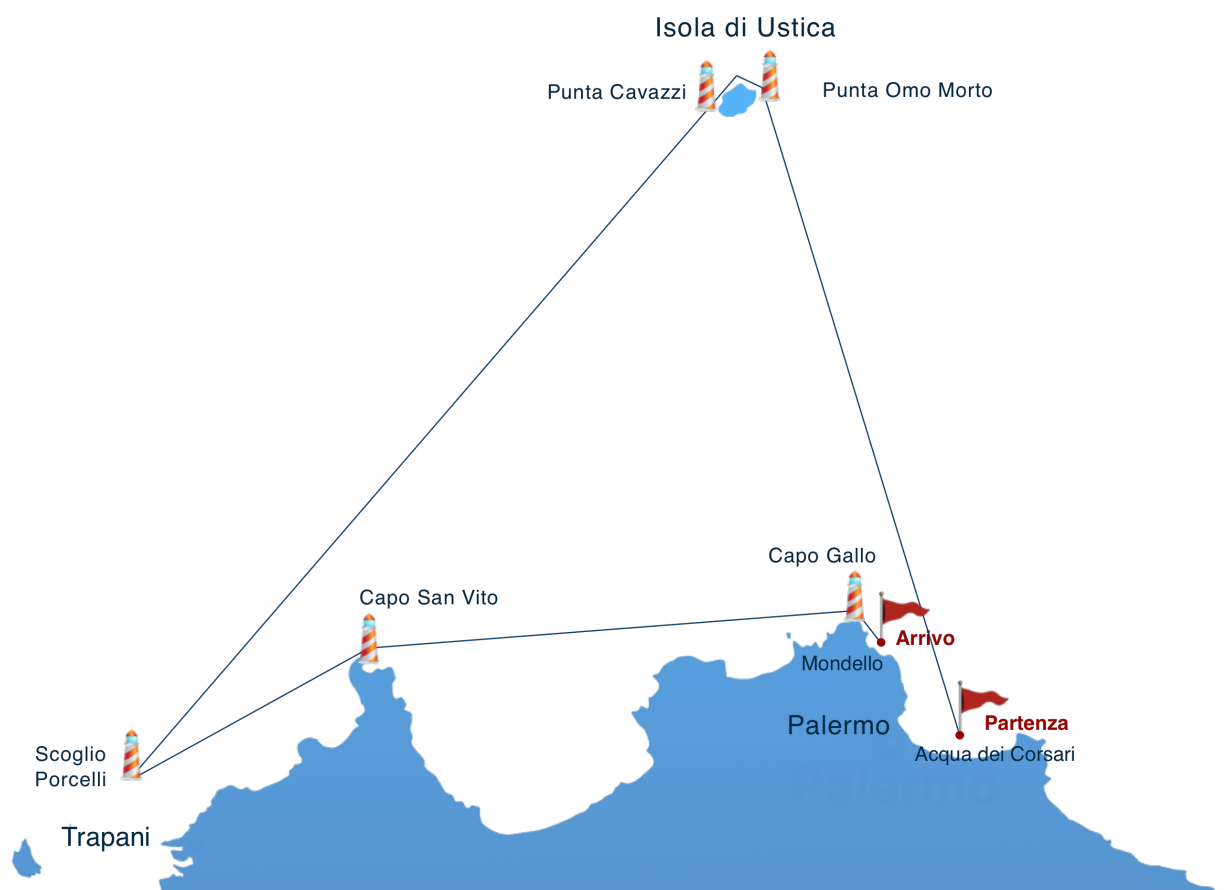 Isola di Ustica
Punta Cavazzi
Punta Omo Morto
Capo Gallo
Capo San Vito
Arrivo
Mondello
Partenza
Palermo
Acqua dei Corsari
Scoglio
Porcelli
Palermo
Trapani